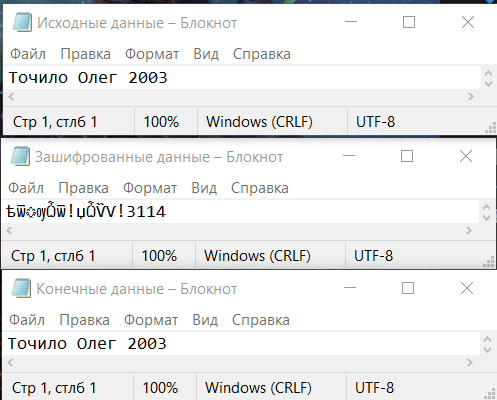 Исходные данные – Блокнот
Файл Правка Формат Вид Справка
Точило Олег 2003
Стр 1, стлб 1 100% Windows (CRLF) UTF-8
Зашифрованные данные – Блокнот
Файл Правка Формат Вид Справка
ѣѿ҈ѹѼѿ!џѼѶѴ!3114
Стр 1, стлб 1 100% Windows (CRLF) UTF-8
Конечные данные – Блокнот
Файл Правка Формат Вид Справка
Точило Олег 2003
Стр 1, стлб 1 100% Windows (CRLF) UTF-8